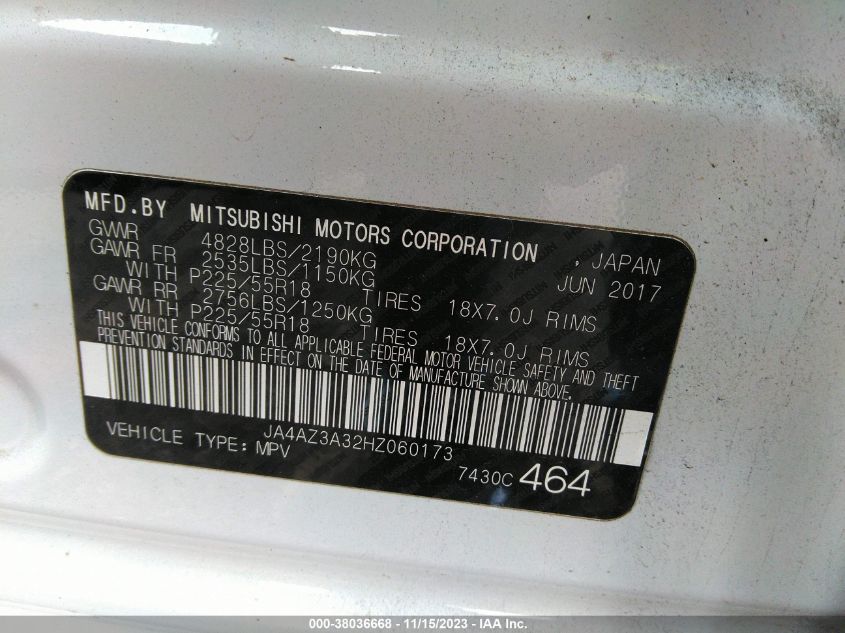 MFD.BY MITSUBISHI MOTORS CORPORATION , JAPAN
GVWR 4828LBS/2190KG JUN 2017
GAWR FR 2535LBS/1150KG
WITH P225/55R18 TIRES 18X7.0J RIMS
GAWR RR 2756LBS/1250KG
WITH P225/55R18 TIRES 18X7.0J RIMS
THIS VEHICLE CONFORMS TO ALL APPLICABLE FEDERAL MOTOR VEHICLE SAFETY AND THEFT
PREVENTION STANDARDS IN EFFECT ON THE DATE OF MANUFACTURE SHOWN ABOVE.
JA4AZ3A32HZ060173
VEHICLE TYPE: MPV
7430C 464
000-38036668 - 11/15/2023 - IAA Inc.